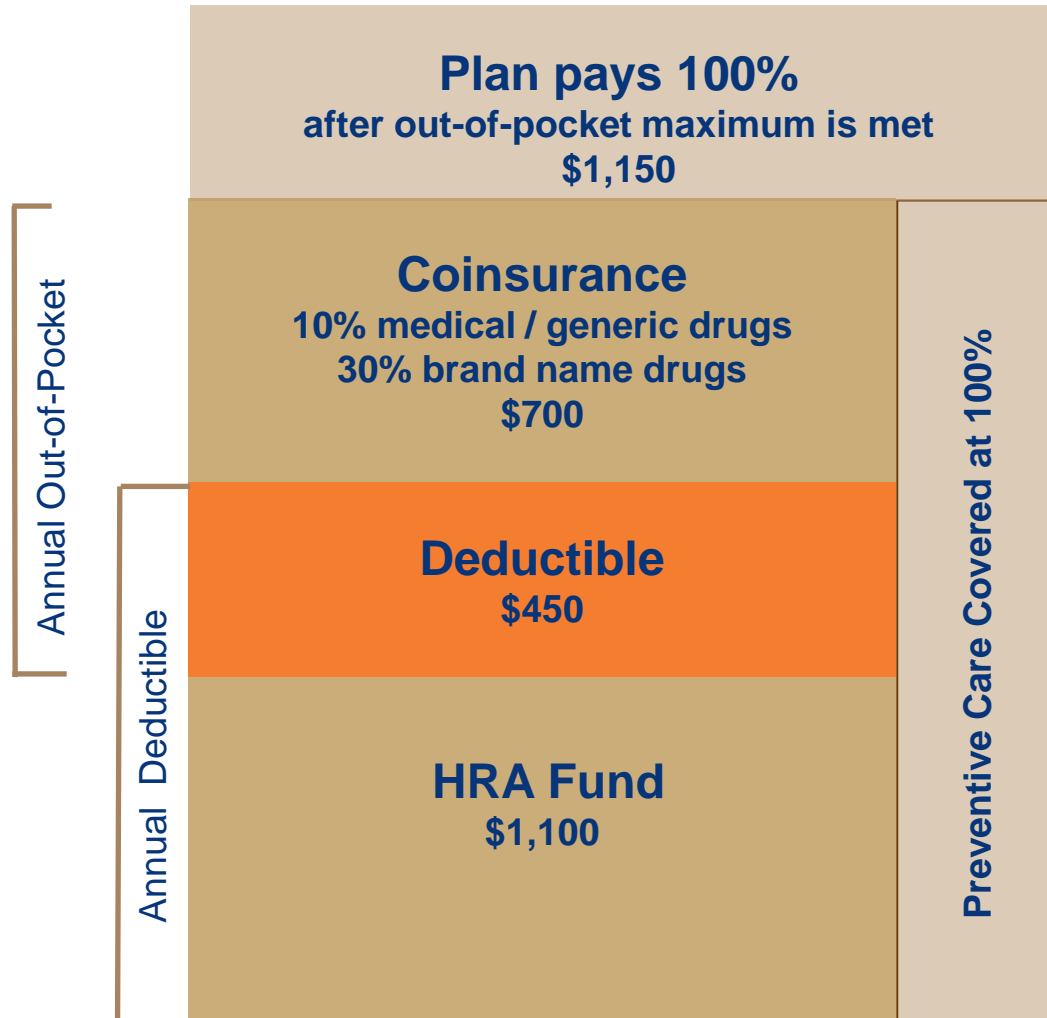 Plan pays 100%
after out-of-pocket maximum is met
$1,150
Annual Out-of-Pocket
Coinsurance
10% medical / generic drugs
30% brand name drugs
$700
Annual Deductible
Deductible
$450
HRA Fund
$1,100
Preventive Care Covered at 100%